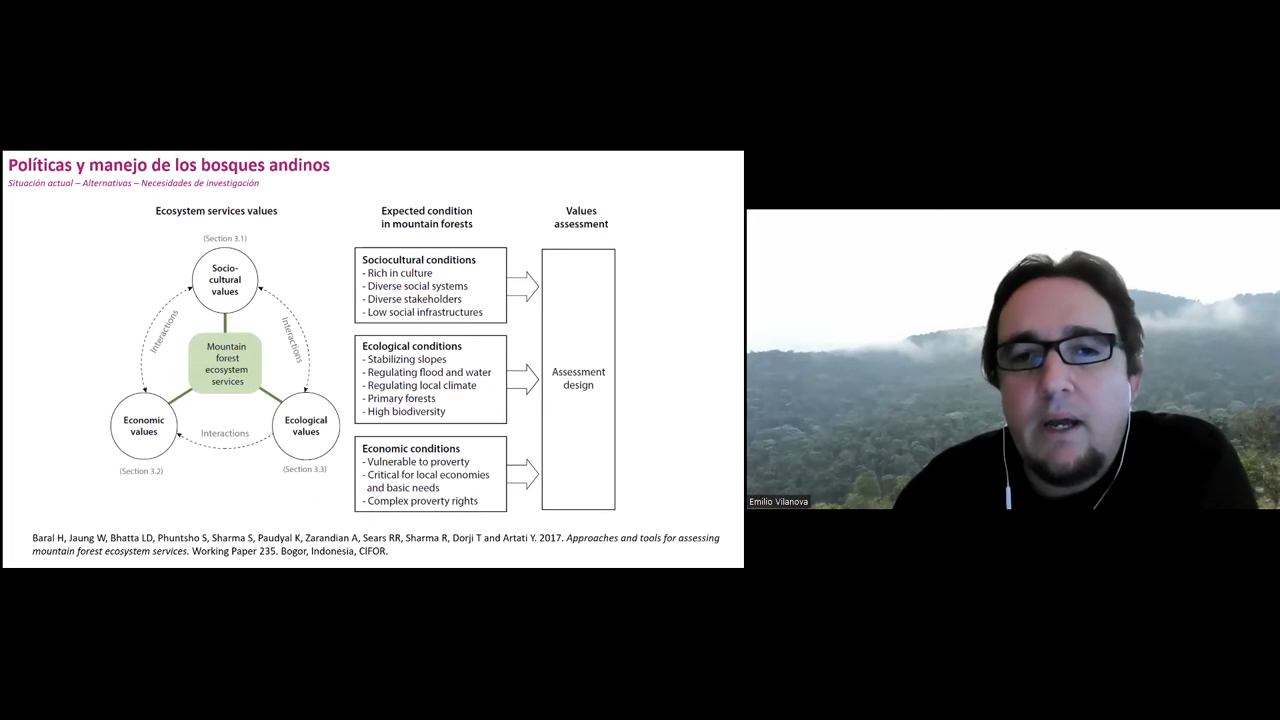 Políticas y manejo de los bosques andinos
Situación actual – Alternativas – Necesidades de investigación
Ecosystem services values
(Section 3.1)
Socio-
cultural
values
Interactions
Interactions
Mountain
forest
ecosystem
services
Economic
values
Interactions
Ecological
values
(Section 3.2)
(Section 3.3)
Expected condition
in mountain forests
Sociocultural conditions
- Rich in culture
- Diverse social systems
- Diverse stakeholders
- Low social infrastructures
Ecological conditions
- Stabilizing slopes
- Regulating flood and water
- Regulating local climate
- Primary forests
- High biodiversity
Economic conditions
- Vulnerable to proverty
- Critical for local economies
and basic needs
- Complex proverty rights
Values
assessment
Assessment
design
Baral H, Jaung W, Bhatta LD, Phuntsho S, Sharma S, Paudyal K, Zarandian A, Sears RR, Sharma R, Dorji T and Artati Y. 2017. Approaches and tools for assessing
mountain forest ecosystem services. Working Paper 235. Bogor, Indonesia, CIFOR.
Emilio Vilanova